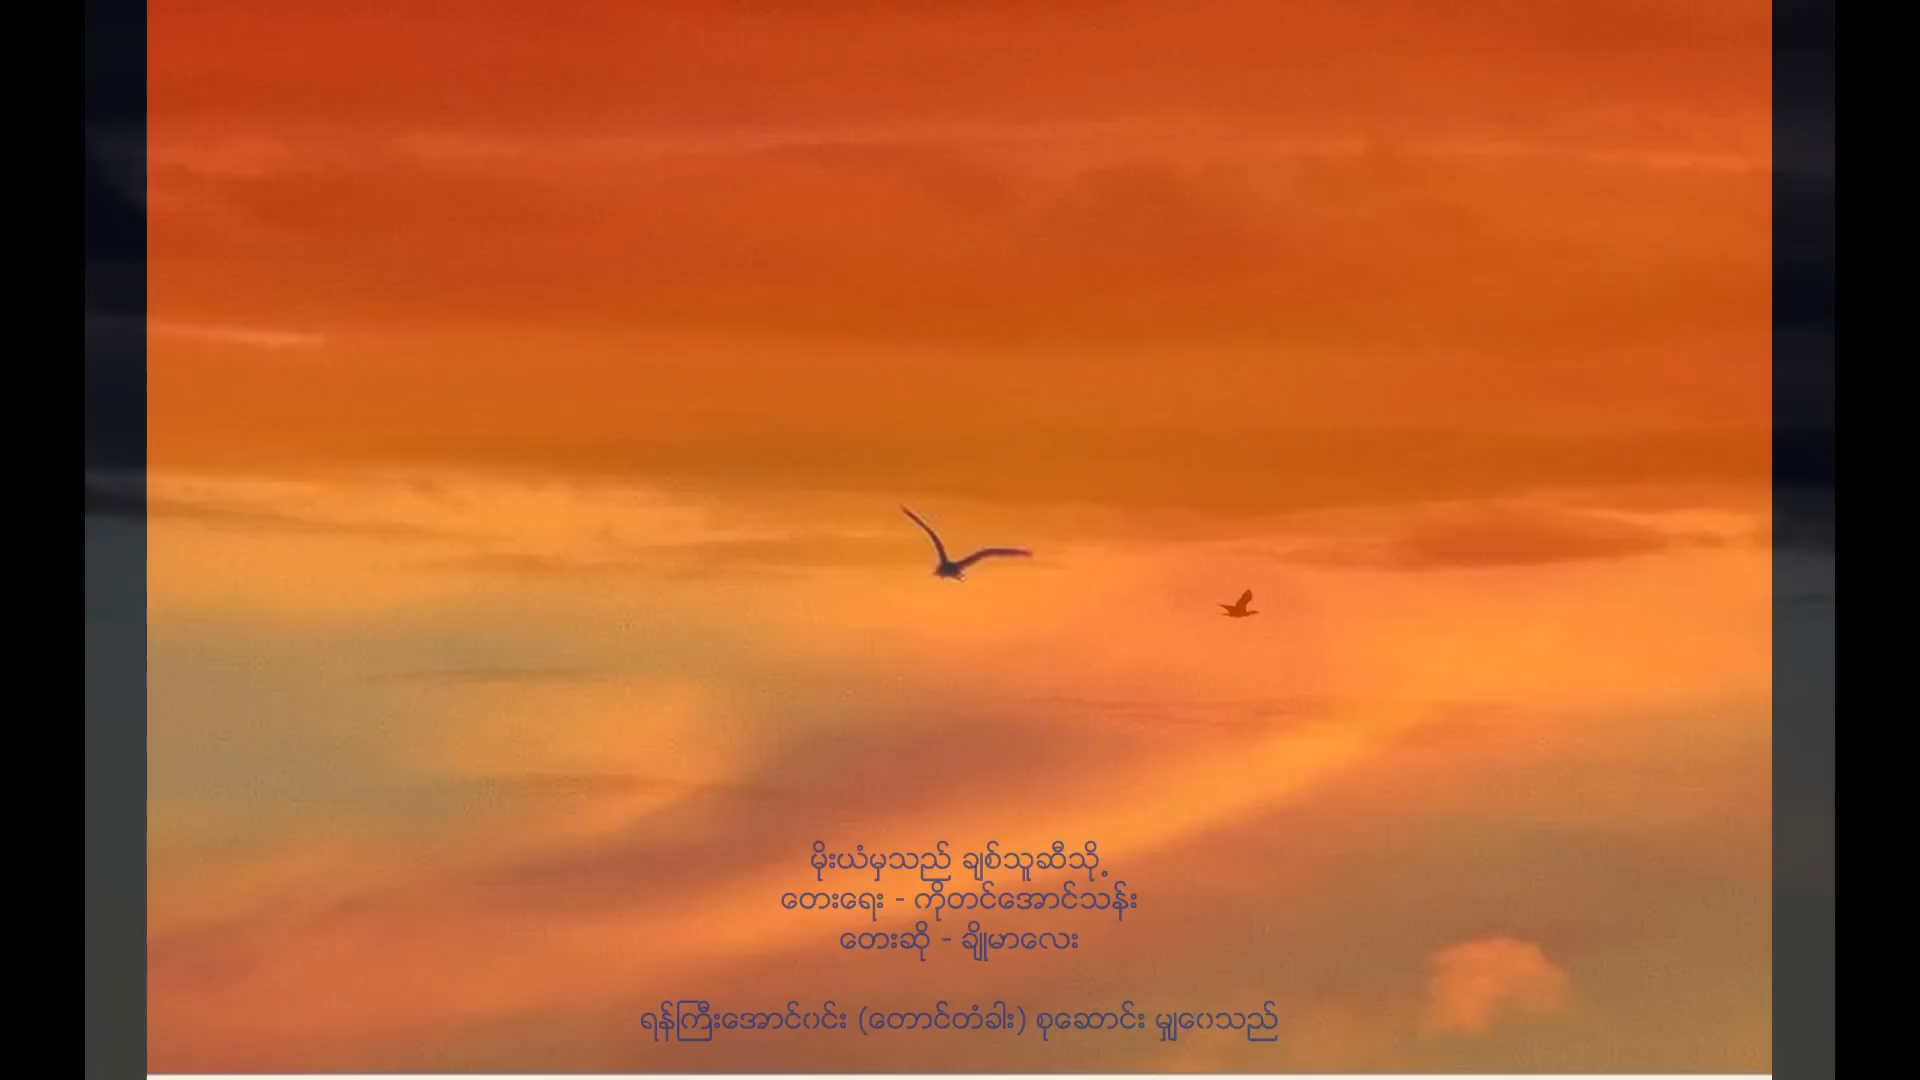 မိုးယံမှသည် ချစ်သူဆီသို့
တေးရေး - ကိုတင်အောင်သန်း
တေးဆို - ချိုမာလေး
ရန်ကြီးအောင်ဝင်း (တောင်တံခါး) စုဆောင်း မျှဝေသည်